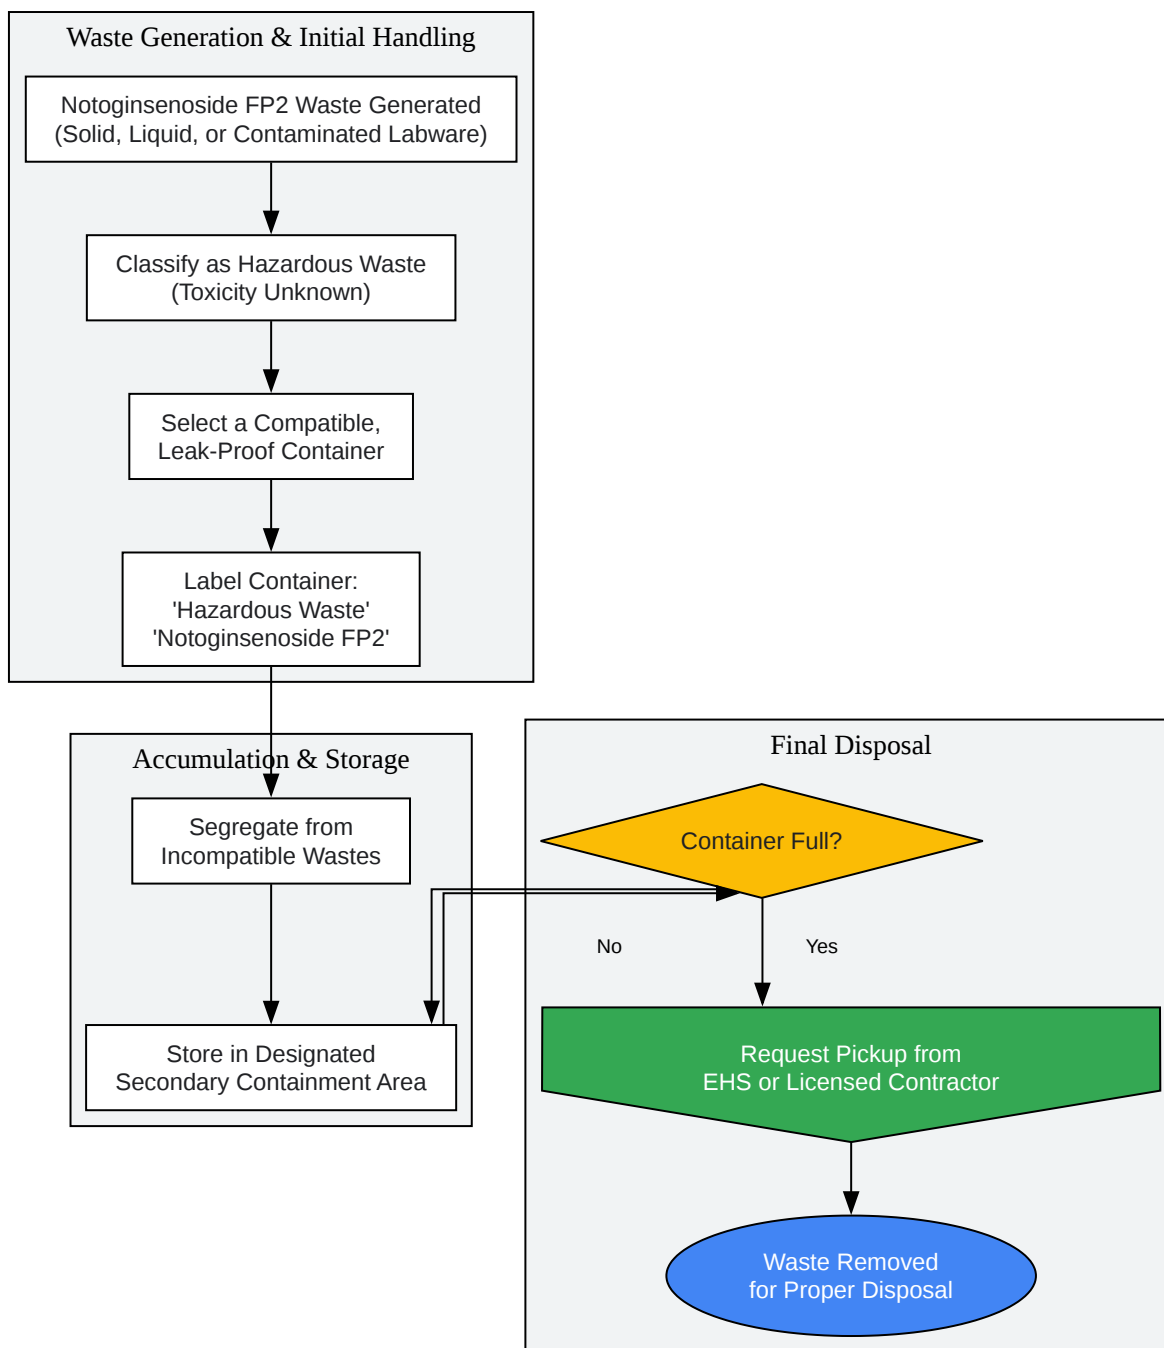 Waste Generation & Initial Handling
Notoginsenoside FP2 Waste Generated
(Solid, Liquid, or Contaminated Labware)
Classify as Hazardous Waste
(Toxicity Unknown)
Select a Compatible,
Leak-Proof Container
Label Container:
'Hazardous Waste'
'Notoginsenoside FP2'
Accumulation & Storage
Segregate from
Incompatible Wastes
Store in Designated
Secondary Containment Area
Final Disposal
Container Full?
No
Yes
Request Pickup from
EHS or Licensed Contractor
Waste Removed
for Proper Disposal